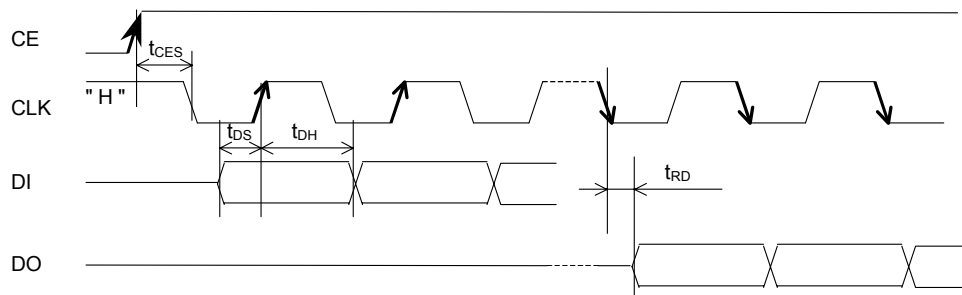 CE
tCES
" H "
CLK
tDS
tDH
DI
tRD
DO